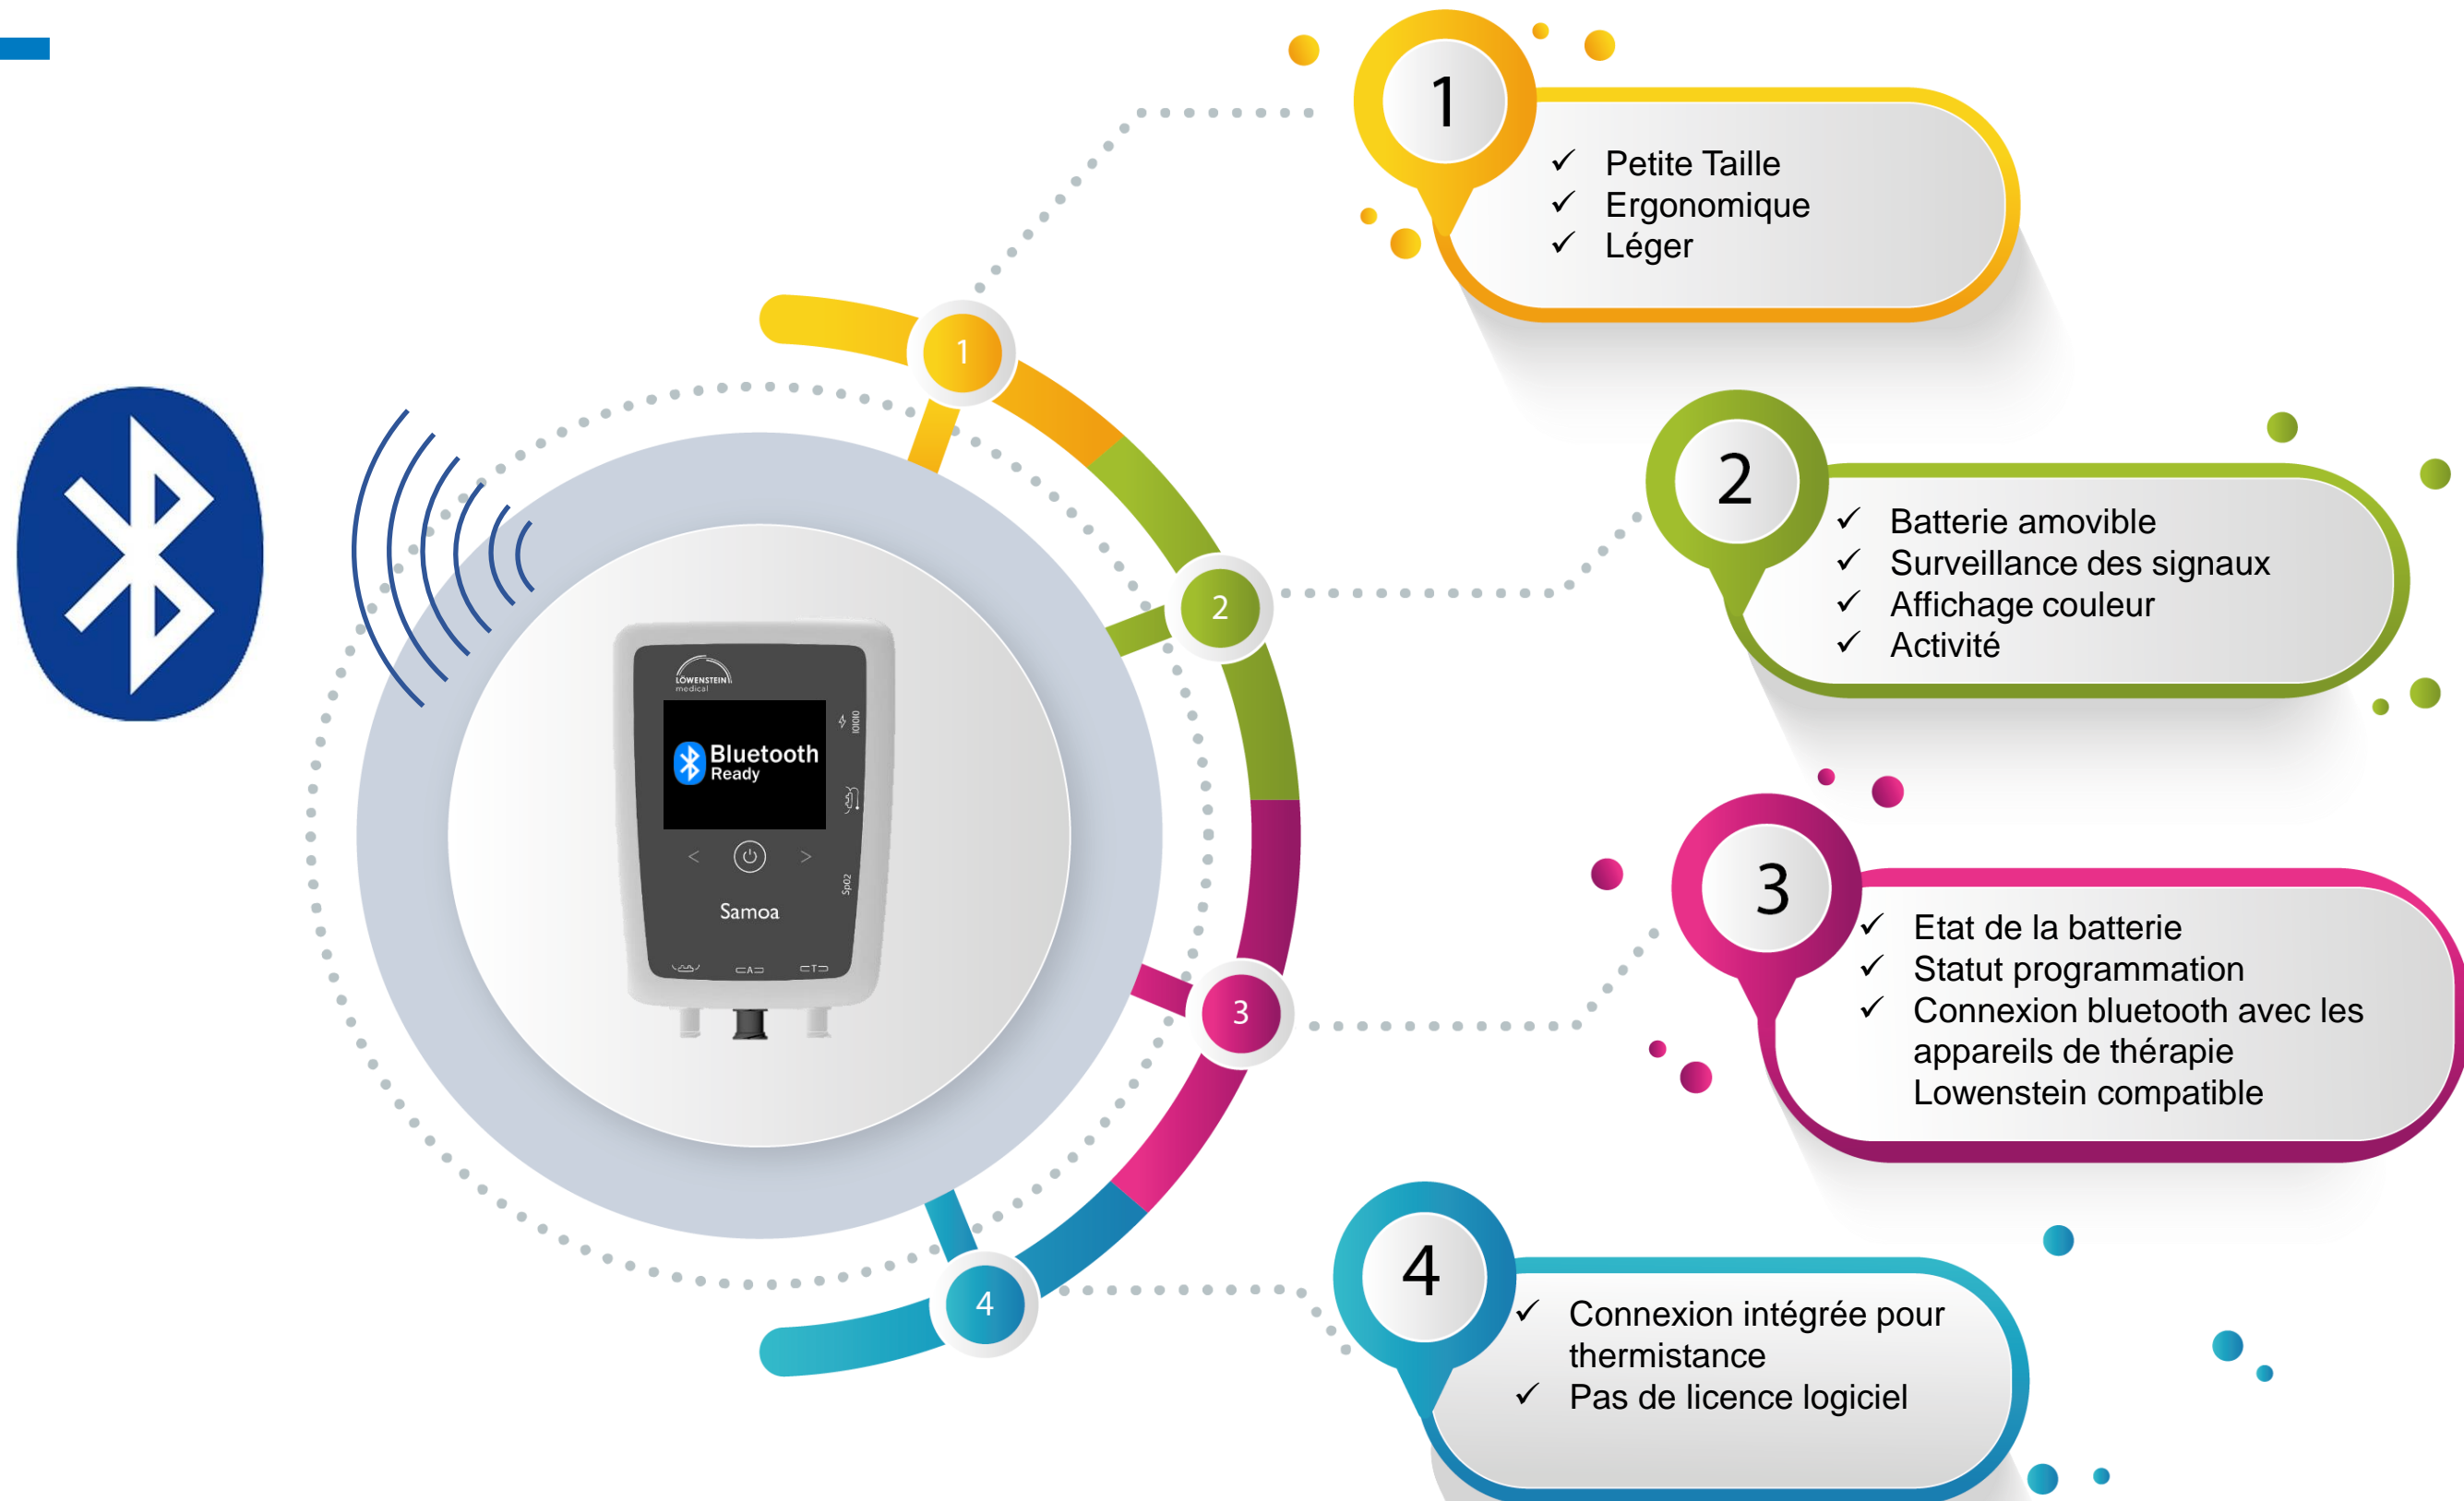 1
Petite Taille
Ergonomique
Léger
1
2
Batterie amovible
Surveillance des signaux
Affichage couleur
Activité
2
LÖWENSTEIN
medical
IOIOIO
Bluetooth
Ready
< >
SpO2
Samoa
A
T
3
Etat de la batterie
Statut programmation
Connexion bluetooth avec les
appareils de thérapie
Lowenstein compatible
3
4
Connexion intégrée pour
thermistance
Pas de licence logiciel
4